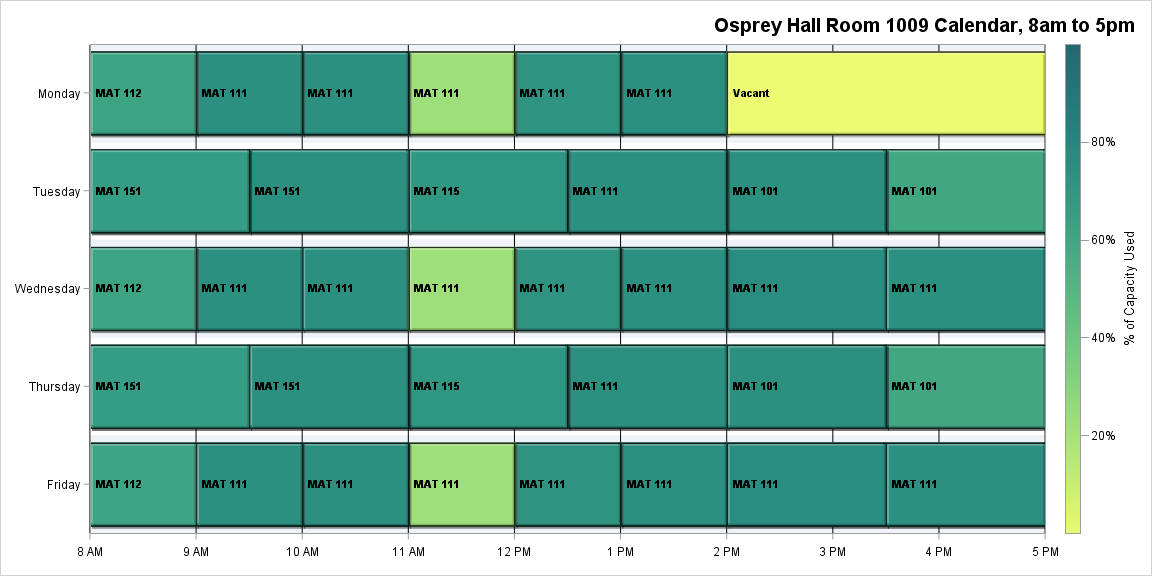 Osprey Hall Room 1009 Calendar, 8am to 5pm
Monday
MAT 112
MAT 111
MAT 111
MAT 111
MAT 111
MAT 111
Vacant
Tuesday
MAT 151
MAT 151
MAT 115
MAT 111
MAT 101
MAT 101
Wednesday
MAT 112
MAT 111
MAT 111
MAT 111
MAT 111
MAT 111
MAT 111
MAT 111
Thursday
MAT 151
MAT 151
MAT 115
MAT 111
MAT 101
MAT 101
Friday
MAT 112
MAT 111
MAT 111
MAT 111
MAT 111
MAT 111
MAT 111
MAT 111
8 AM
9 AM
10 AM
11 AM
12 PM
1 PM
2 PM
3 PM
4 PM
5 PM
80%
60%
40%
20%
% of Capacity Used